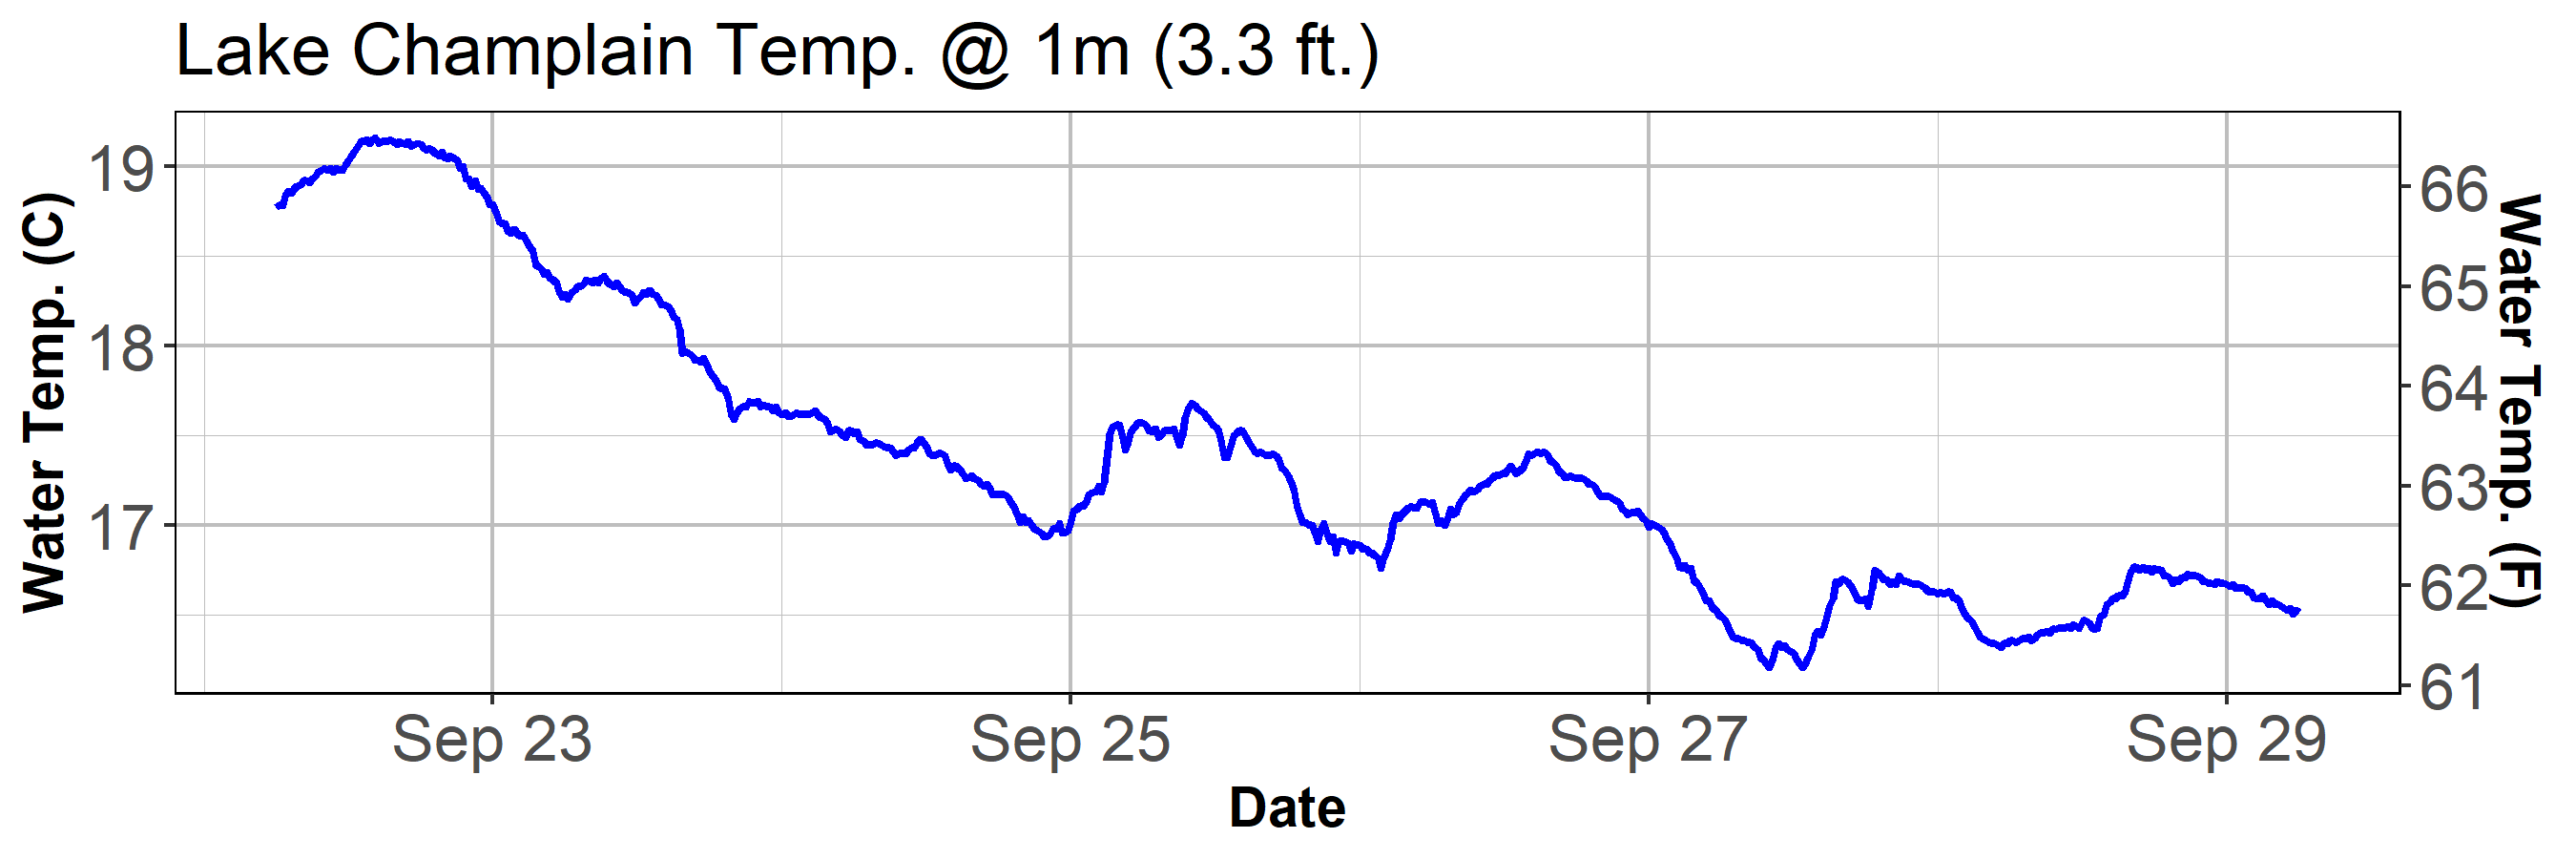 Lake Champlain Temp. @ 1m (3.3 ft.)
Water Temp. (C)
19
18
17
66
65
64
63
62
61
Water Temp. (F)
Sep 23 Sep 25 Sep 27 Sep 29
Date